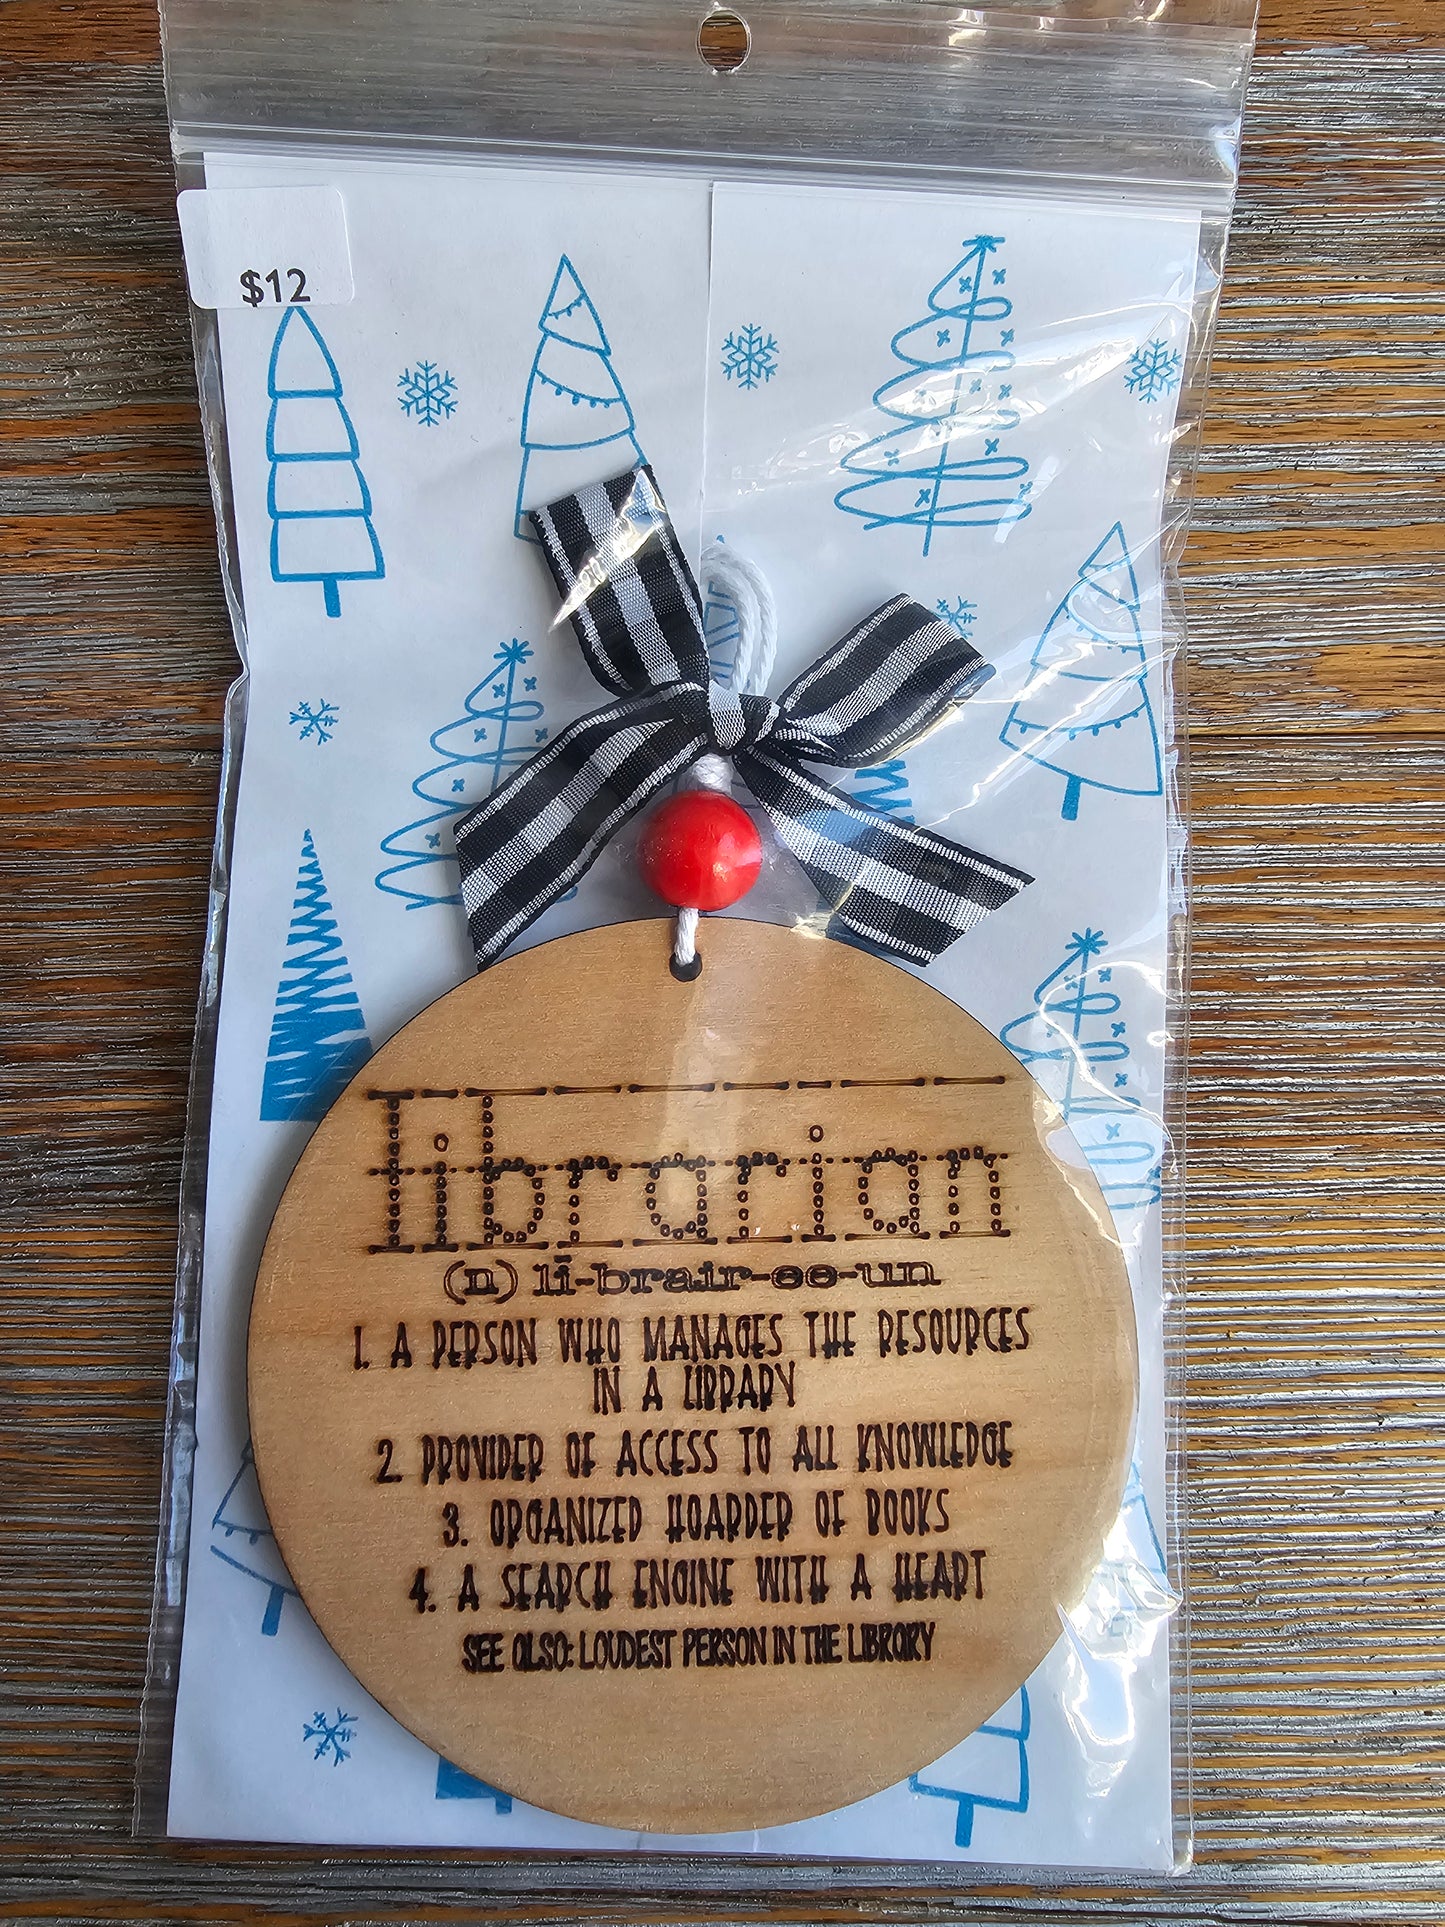 $12
librarian
(n) lī-brair-ee-un
1. A PERSON WHO MANAGES THE RESOURCES
IN A LIBRARY
2. PROVIDER OF ACCESS TO ALL KNOWLEDGE
3. ORGANIZED HOARDER OF BOOKS
4. A SEARCH ENGINE WITH A HEART
SEE ALSO: LOUDEST PERSON IN THE LIBRARY